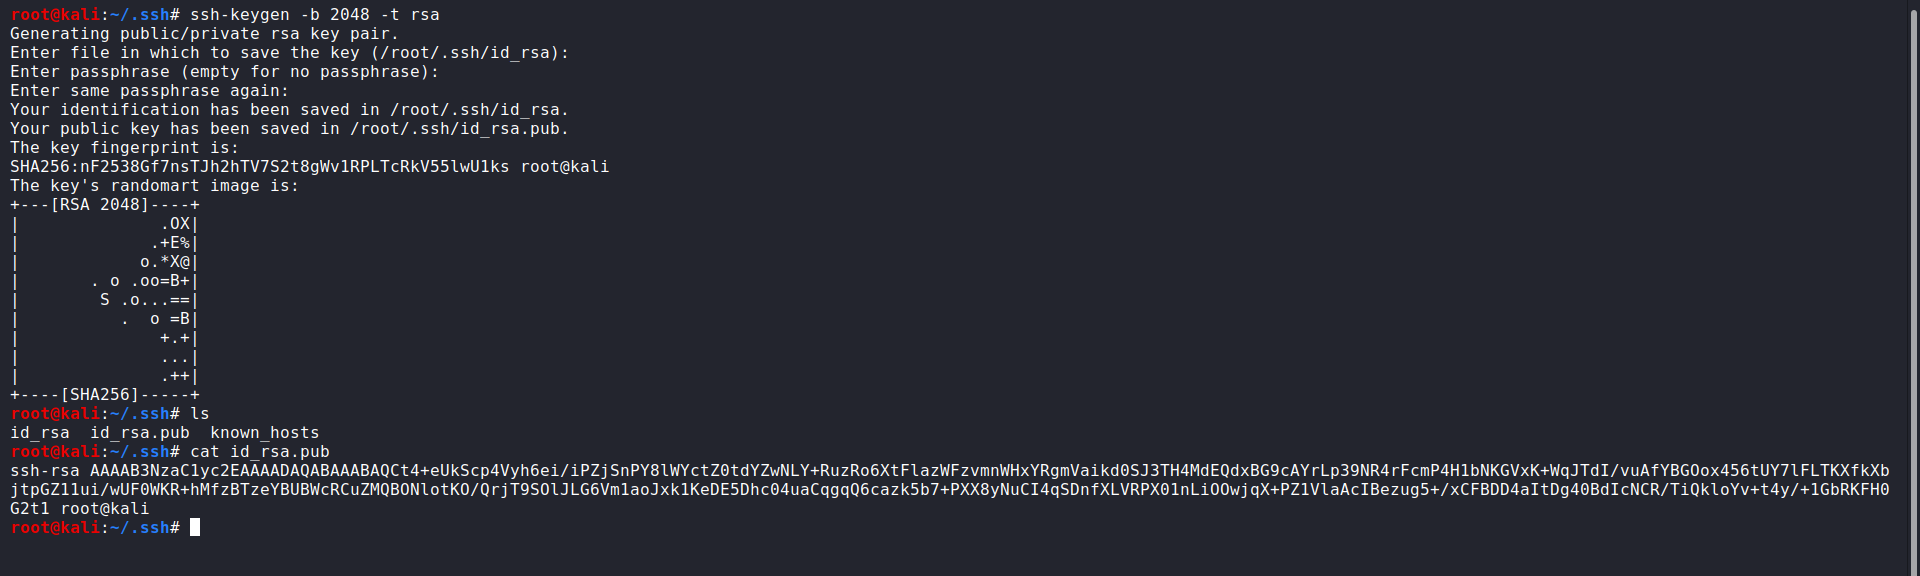 root@kali:~/.ssh# ssh-keygen -b 2048 -t rsa
Generating public/private rsa key pair.
Enter file in which to save the key (/root/.ssh/id_rsa):
Enter passphrase (empty for no passphrase):
Enter same passphrase again:
Your identification has been saved in /root/.ssh/id_rsa.
Your public key has been saved in /root/.ssh/id_rsa.pub.
The key fingerprint is:
SHA256:nF2538Gf7nsTJh2hTV7S2t8gWv1RPLTcRkV55lwU1ks root@kali
The key's randomart image is:
+---[RSA 2048]----+
|              .OX|
|             .+E%|
|            o.*X@|
|       . o .oo=B+|
|        S .o...==|
|          .  o =B|
|              +.+|
|              ...|
|              .++|
+----[SHA256]-----+
root@kali:~/.ssh# ls
id_rsa  id_rsa.pub  known_hosts
root@kali:~/.ssh# cat id_rsa.pub
ssh-rsa AAAAB3NzaC1yc2EAAAADAQABAAABAQCt4+eUkScp4Vyh6ei/iPZjSnPY8lWYctZ0tdYZwNLY+RuzRo6XtFlazWFzvmnWHxYRgmVaikd0SJ3TH4MdEQdxBG9cAYrLp39NR4rFcmP4H1bNKGVxK+WqJTdI/vuAfYBGOox456tUY7lFLTKXfkXb
jtpGZ11ui/wUF0WKR+hMfzBTzeYBUBWcRCuZMQBONlotKO/QrjT9SOlJLG6Vm1aoJxk1KeDE5Dhc04uaCqgqQ6cazk5b7+PXX8yNuCI4qSDnfXLVRPX01nLiOOwjqX+PZ1VlaAcIBezug5+/xCFBDD4aItDg40BdIcNCR/TiQkloYv+t4y/+1GbRKFH0
G2t1 root@kali
root@kali:~/.ssh#